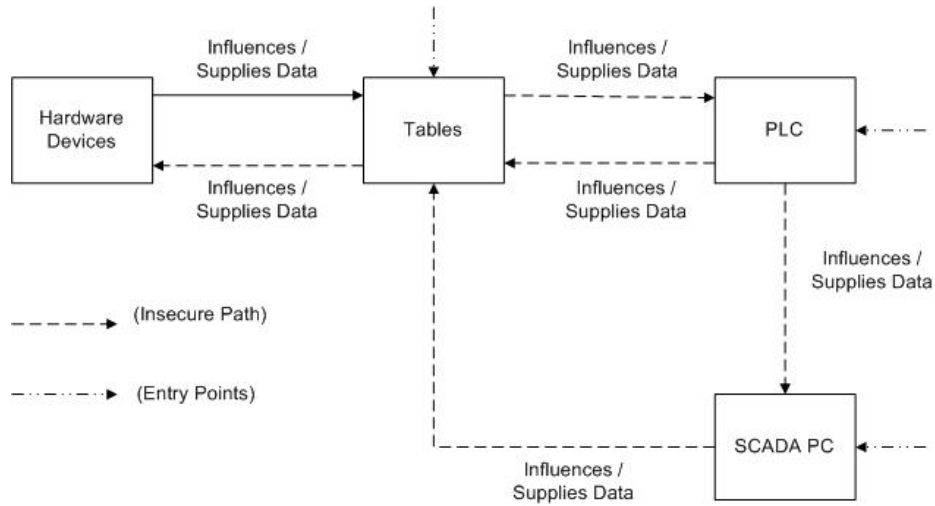 Influences /
Supplies Data
Influences /
Supplies Data
Hardware
Devices
Tables
PLC
Influences /
Supplies Data
Influences /
Supplies Data
Influences /
Supplies Data
(Insecure Path)
(Entry Points)
SCADA PC
Influences /
Supplies Data